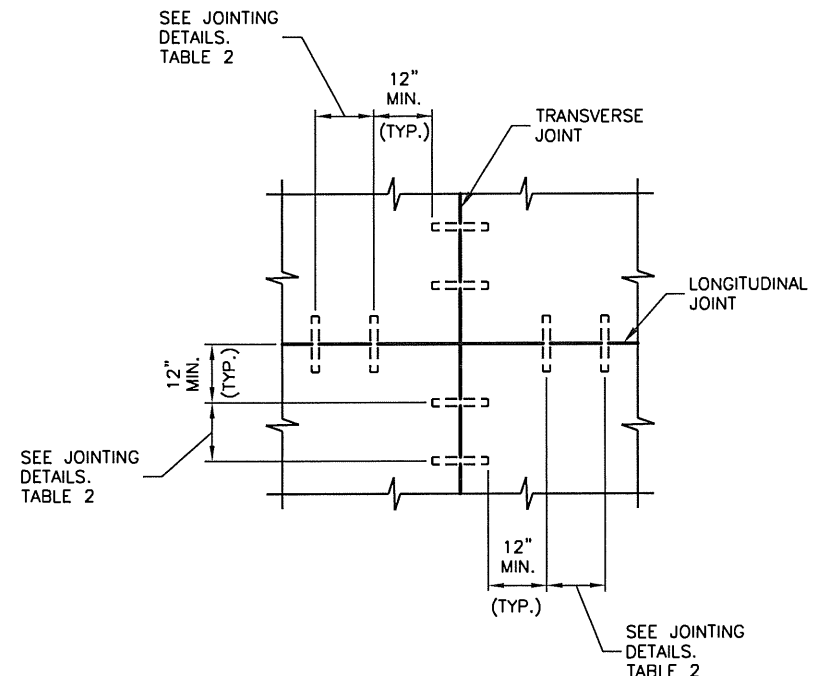 SEE JOINTING
DETAILS.
TABLE 2
12"
MIN.
(TYP.)
TRANSVERSE
JOINT
LONGITUDINAL
JOINT
12"
MIN.
(TYP.)
SEE JOINTING
DETAILS.
TABLE 2
12"
MIN.
(TYP.)
SEE JOINTING
DETAILS.
TABLE 2